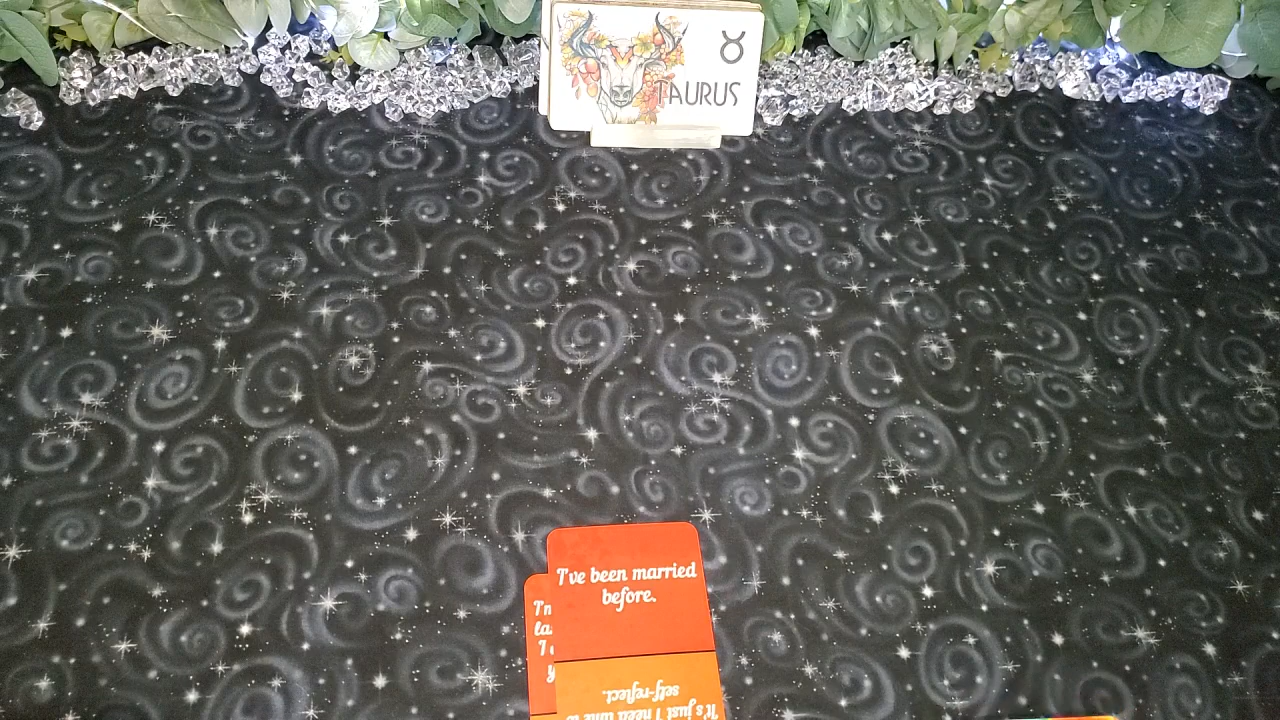 TAURUS
I've been married
before.
It's just I need time to
self-reflect.